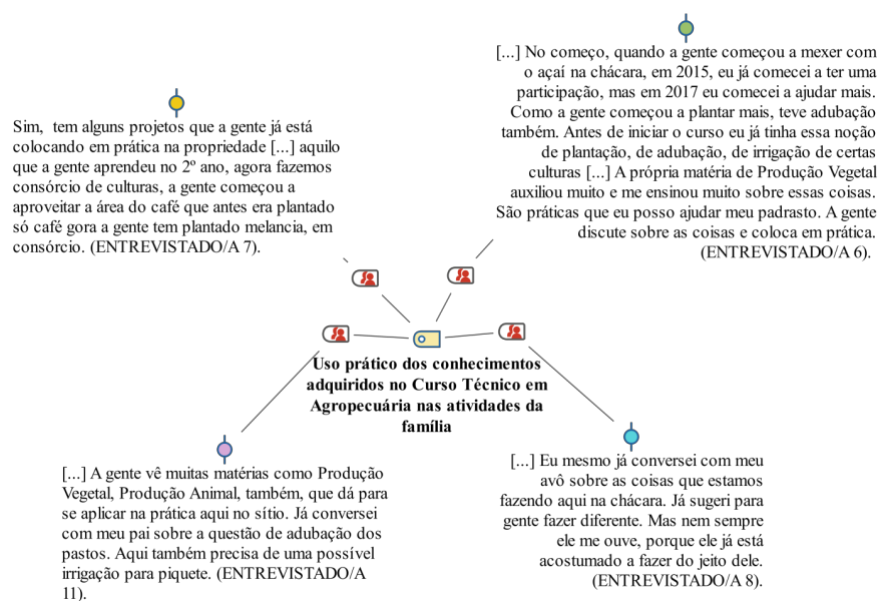 Sim, tem alguns projetos que a gente já está
colocando em prática na propriedade [...] aquilo
que a gente aprendeu no 2º ano, agora fazemos
consórcio de culturas, a gente começou a
aproveitar a área do café que antes era plantado
só café gora a gente tem plantado melancia, em
consórcio. (ENTREVISTADO/A 7).
[...] No começo, quando a gente começou a mexer com
o açaí na chácara, em 2015, eu já comecei a ter uma
participação, mas em 2017 eu comecei a ajudar mais.
Como a gente começou a plantar mais, teve adubação
também. Antes de iniciar o curso eu já tinha essa noção
de plantação, de adubação, de irrigação de certas
culturas [...] A própria matéria de Produção Vegetal
auxiliou muito e me ensinou muito sobre essas coisas.
São práticas que eu posso ajudar meu padrasto. A gente
discute sobre as coisas e coloca em prática.
(ENTREVISTADO/A 6).
Uso prático dos conhecimentos
adquiridos no Curso Técnico em
Agropecuária nas atividades da
família
[...] A gente vê muitas matérias como Produção
Vegetal, Produção Animal, também, que dá para
se aplicar na prática aqui no sítio. Já conversei
com meu pai sobre a questão de adubação dos
pastos. Aqui também precisa de uma possível
irrigação para piquete. (ENTREVISTADO/A
11).
[...] Eu mesmo já conversei com meu
avô sobre as coisas que estamos
fazendo aqui na chácara. Já sugeri para
gente fazer diferente. Mas nem sempre
ele me ouve, porque ele já está
acostumado a fazer do jeito dele.
(ENTREVISTADO/A 8).